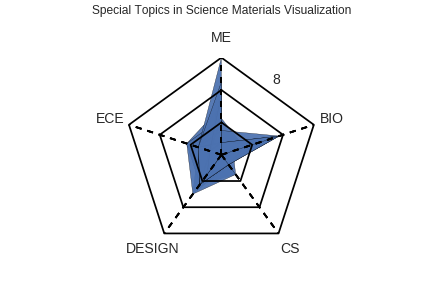 Special Topics in Science Materials Visualization
ME
8
ECE
BIO
DESIGN
CS